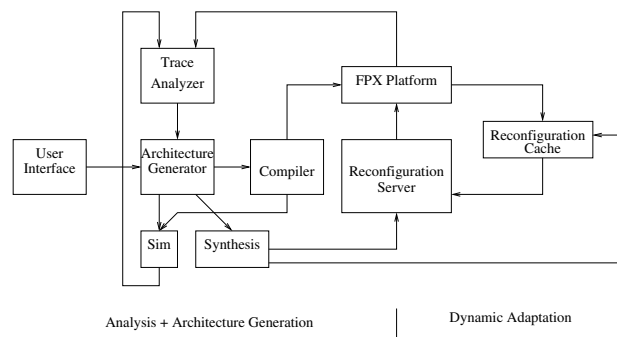 Trace
Analyzer
FPX Platform
User
Interface
Architecture
Generator
Compiler
Reconfiguration
Server
Reconfiguration
Cache
Sim
Synthesis
Analysis + Architecture Generation
Dynamic Adaptation